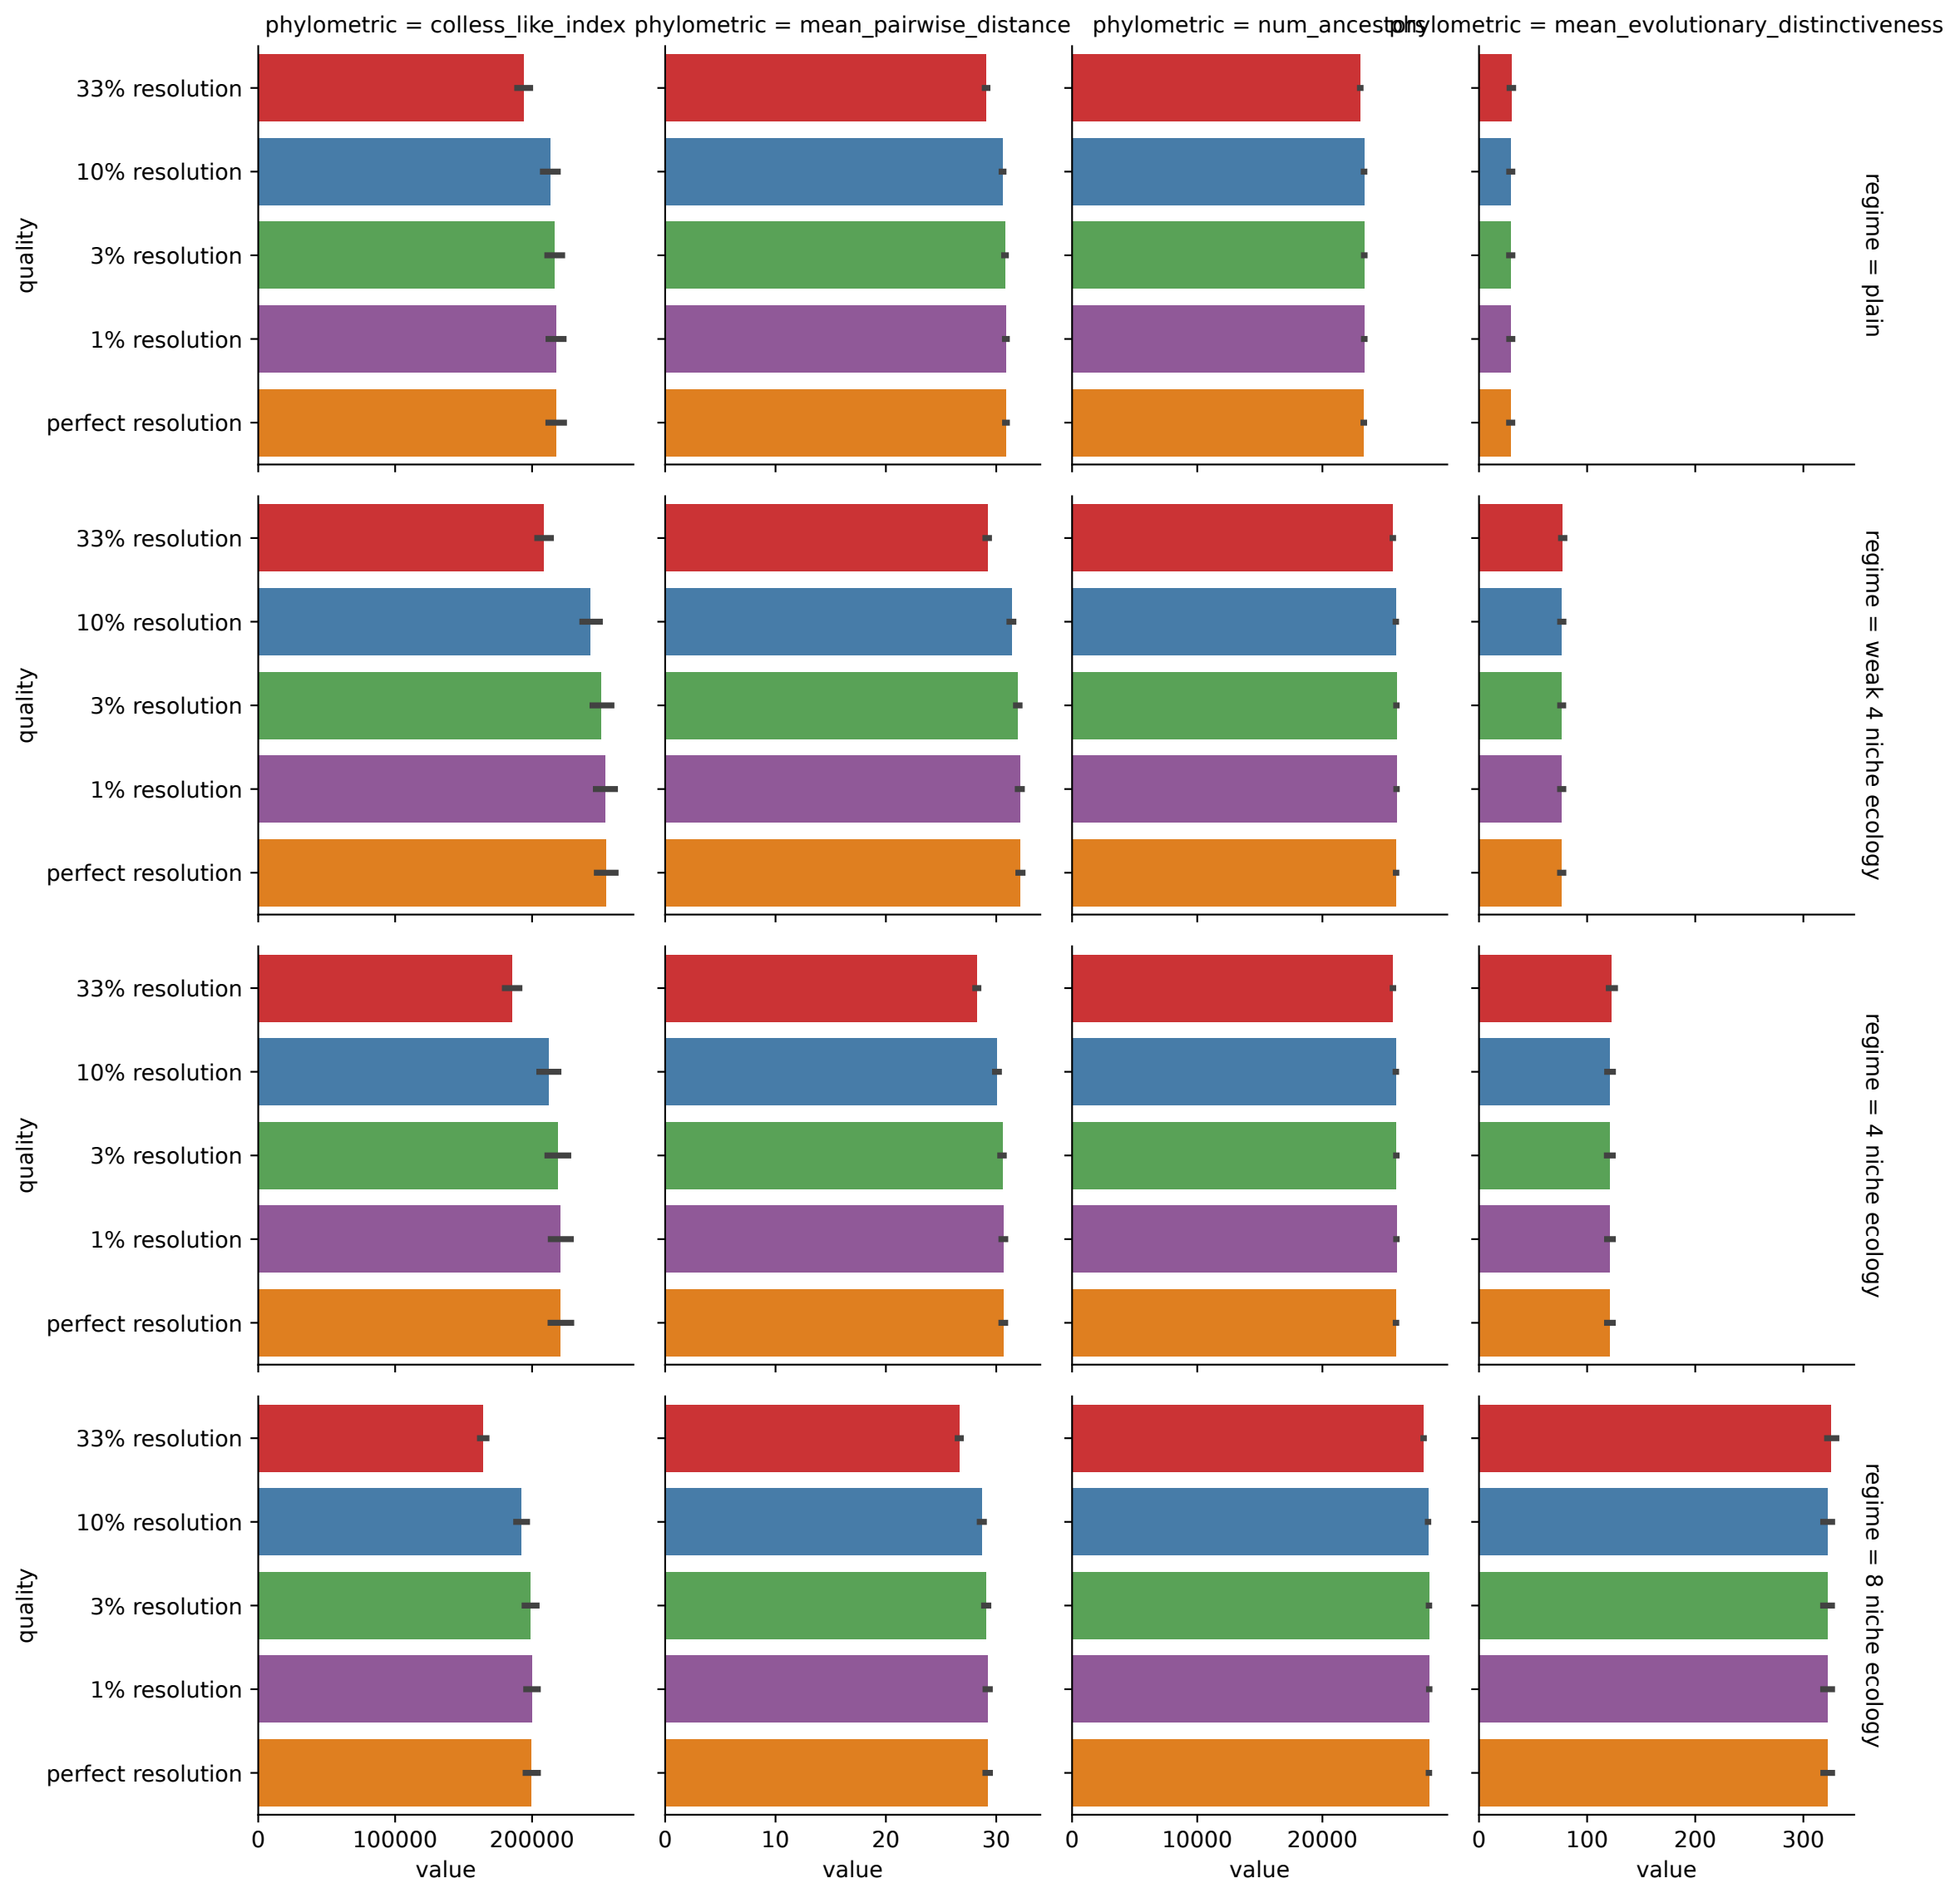 phylometric = colless_like_index
phylometric = mean_pairwise_distance
phylometric = num_ancestors
phylometric = mean_evolutionary_distinctiveness
quality
33% resolution
10% resolution
3% resolution
1% resolution
perfect resolution
regime = plain
quality
33% resolution
10% resolution
3% resolution
1% resolution
perfect resolution
regime = weak 4 niche ecology
quality
33% resolution
10% resolution
3% resolution
1% resolution
perfect resolution
regime = 4 niche ecology
quality
33% resolution
10% resolution
3% resolution
1% resolution
perfect resolution
regime = 8 niche ecology
0 100000 200000
0 10 20 30
0 10000 20000
0 100 200 300
value
value
value
value